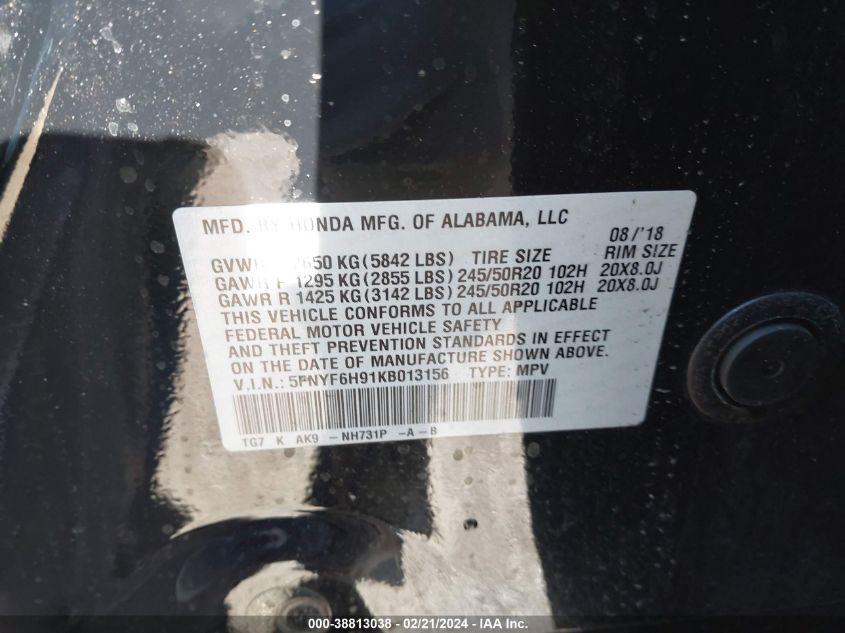 MFD. BY HONDA MFG. OF ALABAMA, LLC 08/'18
GVWR 2650 KG (5842 LBS) TIRE SIZE RIM SIZE
GAWR F 1295 KG (2855 LBS) 245/50R20 102H 20X8.0J
GAWR R 1425 KG (3142 LBS) 245/50R20 102H 20X8.0J
THIS VEHICLE CONFORMS TO ALL APPLICABLE
FEDERAL MOTOR VEHICLE SAFETY
AND THEFT PREVENTION STANDARDS IN EFFECT
ON THE DATE OF MANUFACTURE SHOWN ABOVE.
V.I.N.: 5FNYF6H91KB013156 TYPE: MPV
TG7 K AK9 -NH731P -A-B
000-38813038 - 02/21/2024 - IAA Inc.